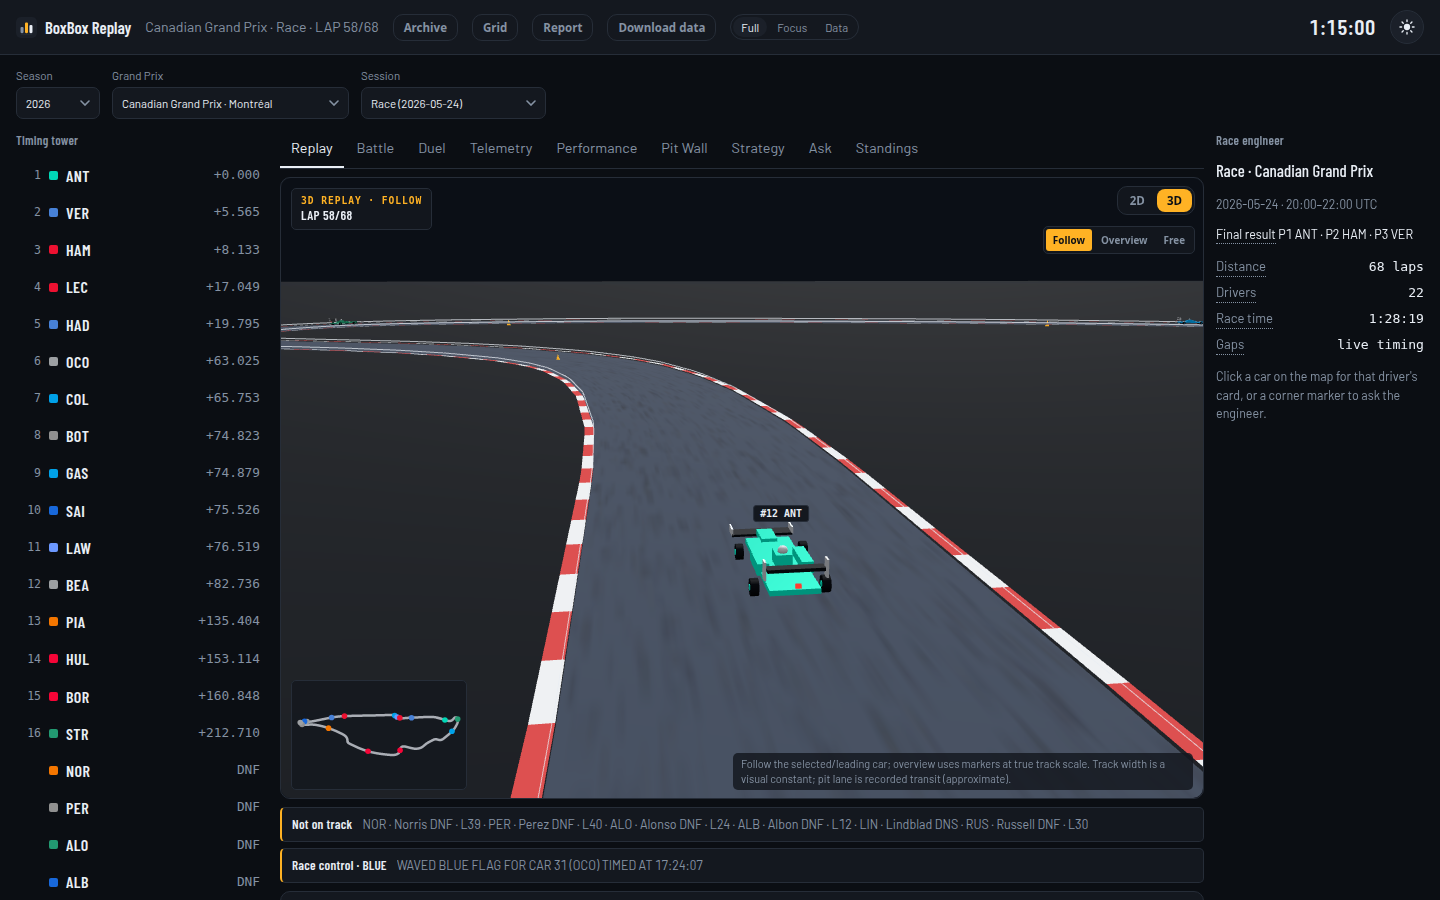 BoxBox Replay Canadian Grand Prix · Race · LAP 58/68 Archive Grid Report Download data Full Focus Data 1:15:00
Season Grand Prix Session
2026 Canadian Grand Prix · Montréal Race (2026-05-24)
Timing tower
1 ANT +0.000
2 VER +5.565
3 HAM +8.133
4 LEC +17.049
5 HAD +19.795
6 OCO +63.025
7 COL +65.753
8 BOT +74.823
9 GAS +74.879
10 SAI +75.526
11 LAW +76.519
12 BEA +82.736
13 PIA +135.404
14 HUL +153.114
15 BOR +160.848
16 STR +212.710
NOR DNF
PER DNF
ALO DNF
ALB DNF
Replay Battle Duel Telemetry Performance Pit Wall Strategy Ask Standings
3D REPLAY · FOLLOW
LAP 58/68
2D 3D
Follow Overview Free
#12 ANT
Follow the selected/leading car; overview uses markers at true track scale. Track width is a
visual constant; pit lane is recorded transit (approximate).
Not on track NOR · Norris DNF · L39 · PER · Perez DNF · L40 · ALO · Alonso DNF · L24 · ALB · Albon DNF · L12 · LIN · Lindblad DNS · RUS · Russell DNF · L30
Race control · BLUE WAVED BLUE FLAG FOR CAR 31 (OCO) TIMED AT 17:24:07
Race engineer
Race · Canadian Grand Prix
2026-05-24 · 20:00–22:00 UTC
Final result P1 ANT · P2 HAM · P3 VER
Distance 68 laps
Drivers 22
Race time 1:28:19
Gaps live timing
Click a car on the map for that driver's
card, or a corner marker to ask the
engineer.